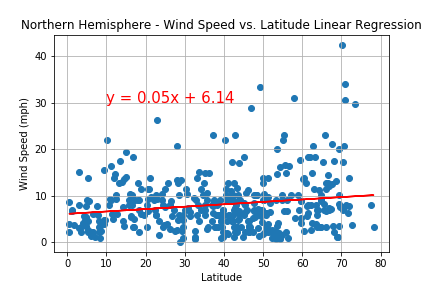 Northern Hemisphere - Wind Speed vs. Latitude Linear Regression
40
y = 0.05x + 6.14
30
20
10
0
Wind Speed (mph)
0 10 20 30 40 50 60 70 80
Latitude